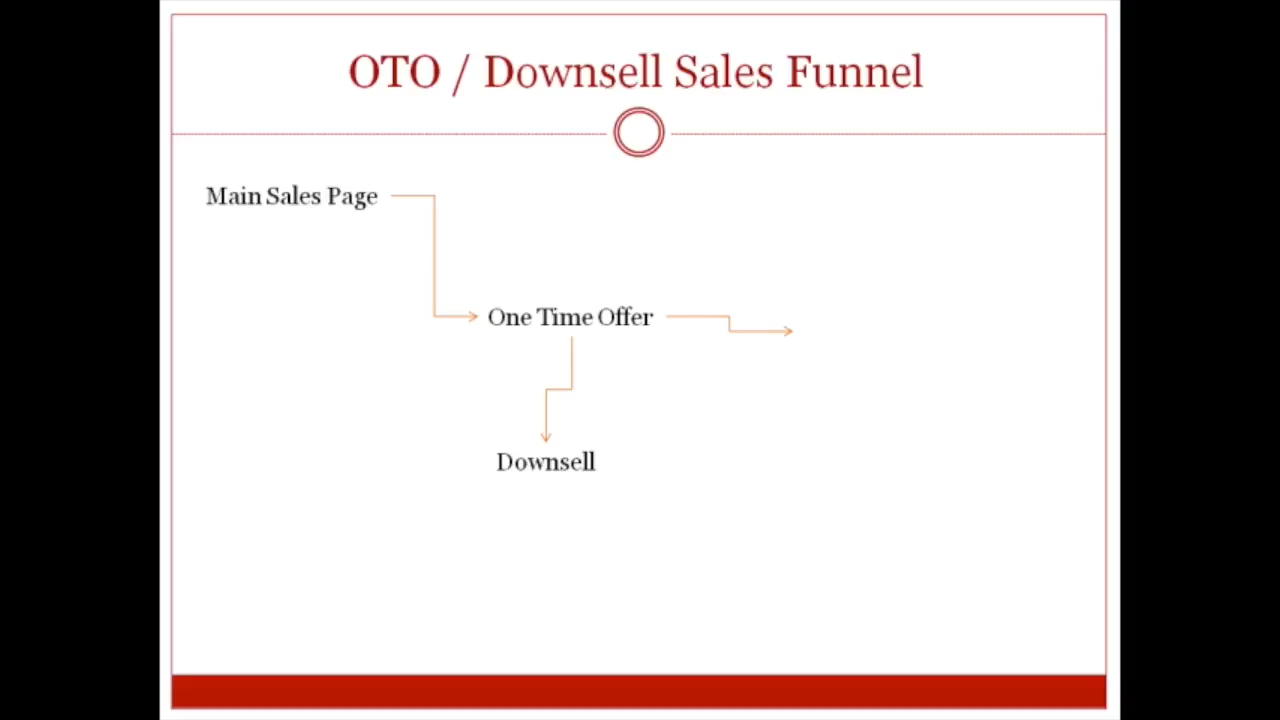 OTO / Downsell Sales Funnel
Main Sales Page
One Time Offer
Downsell